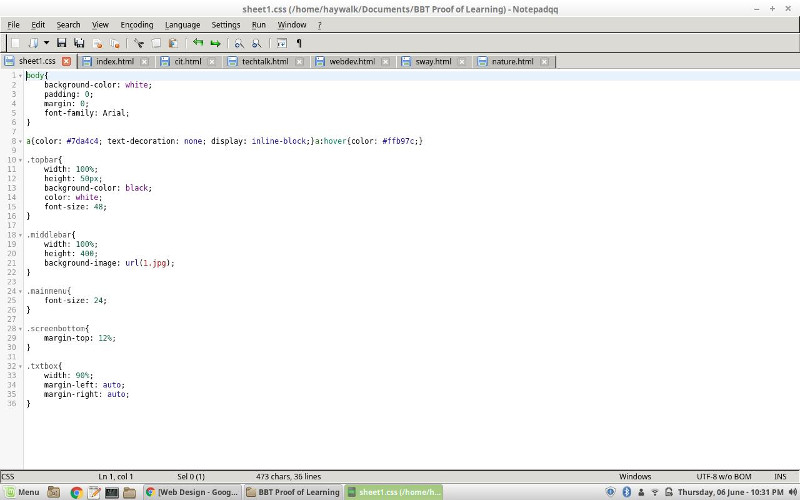 sheet1.css (/home/haywalk/Documents/BBT Proof of Learning) - Notepadqq
File Edit Search View Encoding Language Settings Run Window ?
sheet1.css index.html cit.html techtalk.html webdev.html sway.html nature.html
1 body{
2 background-color: white;
3 padding: 0;
4 margin: 0;
5 font-family: Arial;
6 }
7
8 a{color: #7da4c4; text-decoration: none; display: inline-block;}a:hover{color: #ffb97c;}
9
10 .topbar{
11 width: 100%;
12 height: 50px;
13 background-color: black;
14 color: white;
15 font-size: 48;
16 }
17
18 .middlebar{
19 width: 100%;
20 height: 400;
21 background-image: url(1.jpg);
22 }
23
24 .mainmenu{
25 font-size: 24;
26 }
27
28 .screenbottom{
29 margin-top: 12%;
30 }
31
32 .txtbox{
33 width: 90%;
34 margin-left: auto;
35 margin-right: auto;
36 }
CSS Ln 1, col 1 Sel 0 (1) 473 chars, 36 lines Windows UTF-8 w/o BOM INS
Menu [Web Design - Goog... BBT Proof of Learning sheet1.css (/home/h... Thursday, 06 June - 10:31 PM